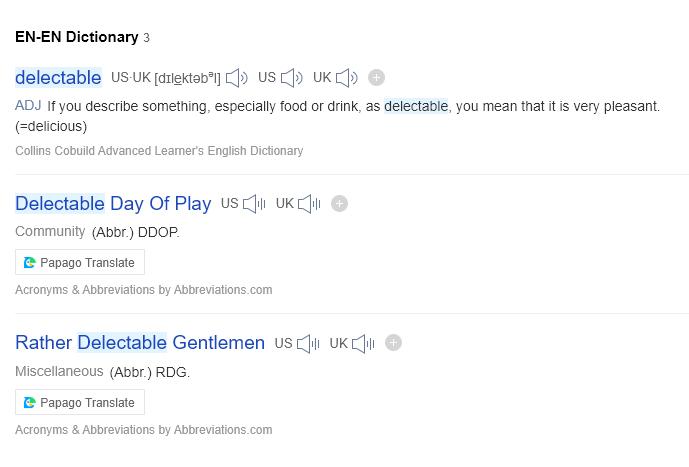 EN-EN Dictionary 3
delectable US·UK [dɪlektəbᵊl] US UK
ADJ If you describe something, especially food or drink, as delectable, you mean that it is very pleasant.
(=delicious)
Collins Cobuild Advanced Learner's English Dictionary
Delectable Day Of Play US UK
Community (Abbr.) DDOP.
Papago Translate
Acronyms & Abbreviations by Abbreviations.com
Rather Delectable Gentlemen US UK
Miscellaneous (Abbr.) RDG.
Papago Translate
Acronyms & Abbreviations by Abbreviations.com